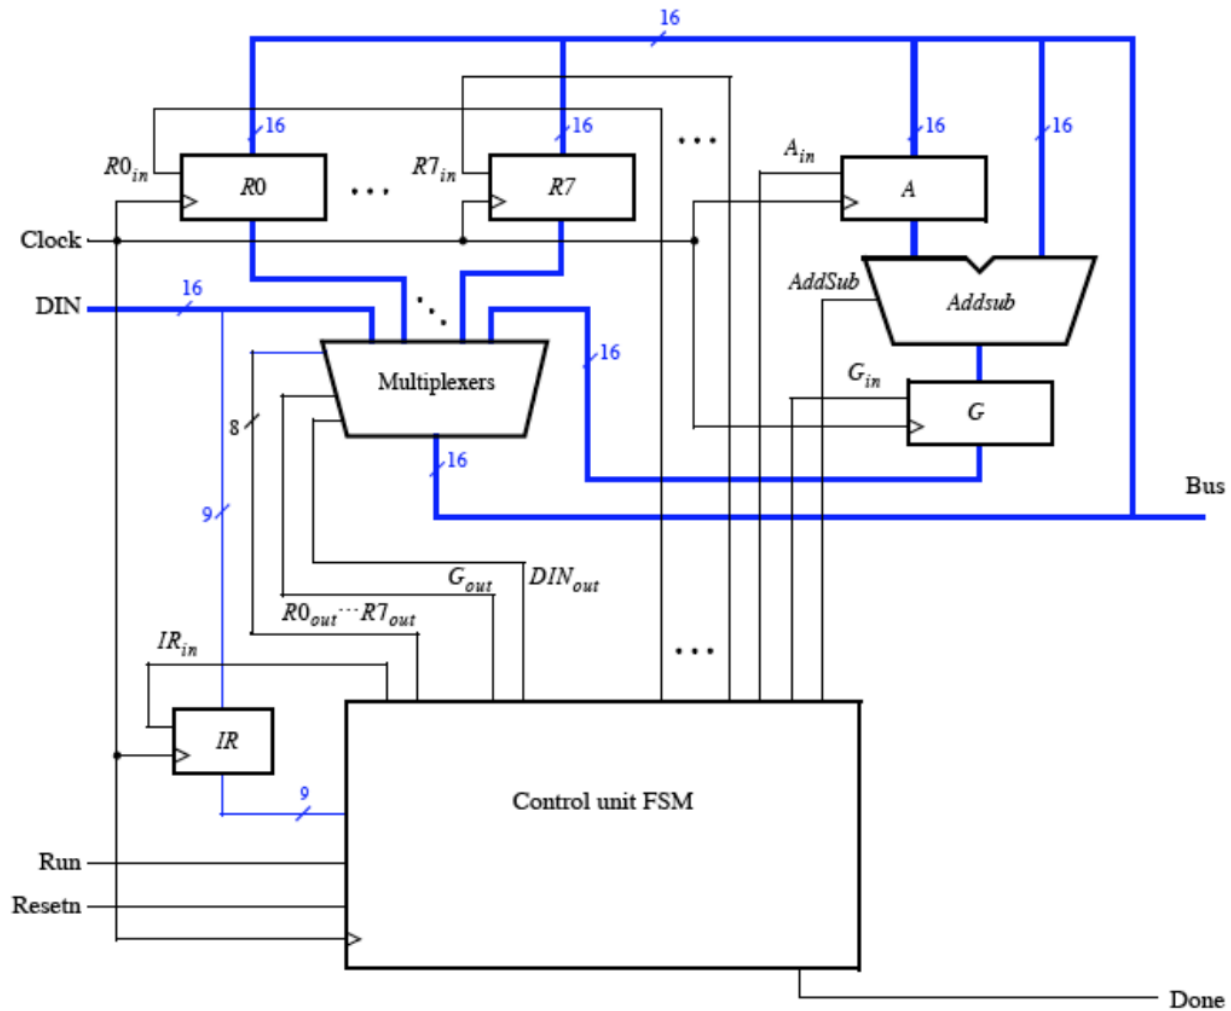 16
16 16 16 16
R0in R0 ... R7in R7 ... Ain A
Clock
DIN 16 AddSub Addsub
16
Multiplexers Gin G
8
16
Bus
9
Gout DINout
R0out...R7out
IRin ...
IR
9
Control unit FSM
Run
Resetn
Done